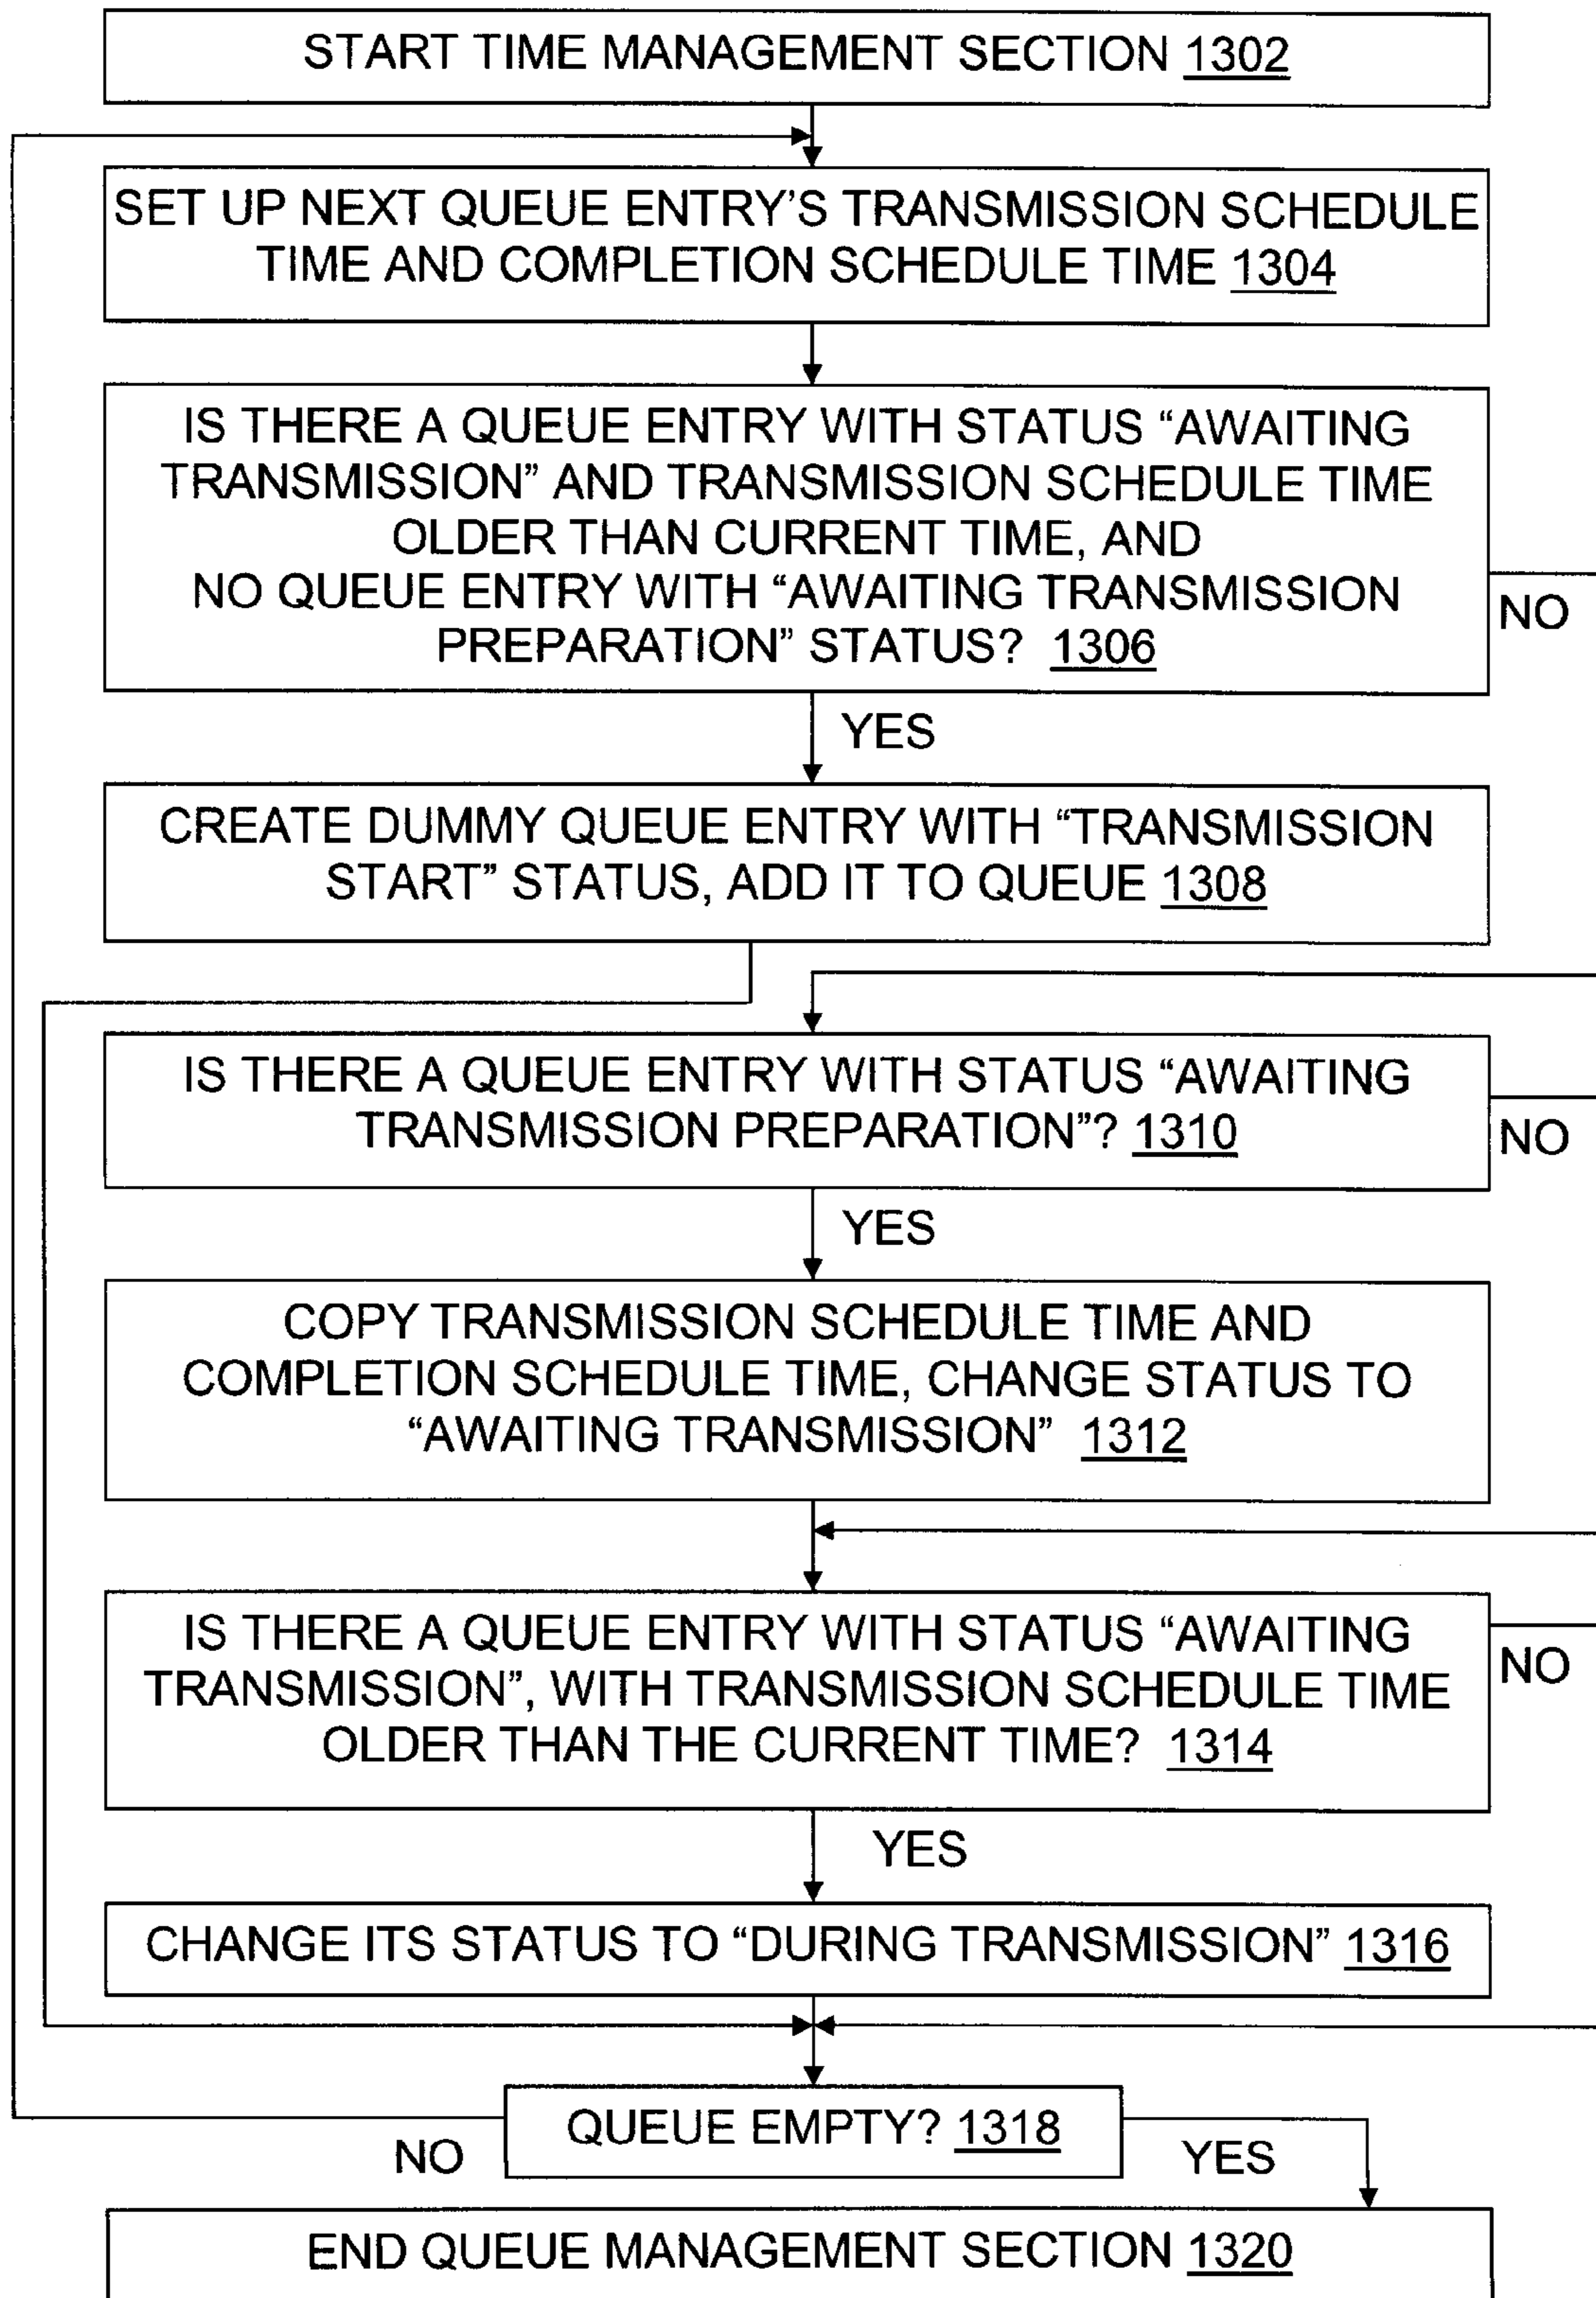 START TIME MANAGEMENT SECTION 1302
SET UP NEXT QUEUE ENTRY'S TRANSMISSION SCHEDULE
TIME AND COMPLETION SCHEDULE TIME 1304
IS THERE A QUEUE ENTRY WITH STATUS “AWAITING
TRANSMISSION” AND TRANSMISSION SCHEDULE TIME
OLDER THAN CURRENT TIME, AND
NO QUEUE ENTRY WITH “AWAITING TRANSMISSION
PREPARATION” STATUS? 1306
NO
YES
CREATE DUMMY QUEUE ENTRY WITH “TRANSMISSION
START” STATUS, ADD IT TO QUEUE 1308
IS THERE A QUEUE ENTRY WITH STATUS “AWAITING
TRANSMISSION PREPARATION”? 1310
NO
YES
COPY TRANSMISSION SCHEDULE TIME AND
COMPLETION SCHEDULE TIME, CHANGE STATUS TO
“AWAITING TRANSMISSION” 1312
IS THERE A QUEUE ENTRY WITH STATUS “AWAITING
TRANSMISSION”, WITH TRANSMISSION SCHEDULE TIME
OLDER THAN THE CURRENT TIME? 1314
NO
YES
CHANGE ITS STATUS TO “DURING TRANSMISSION” 1316
QUEUE EMPTY? 1318
NO
YES
END QUEUE MANAGEMENT SECTION 1320